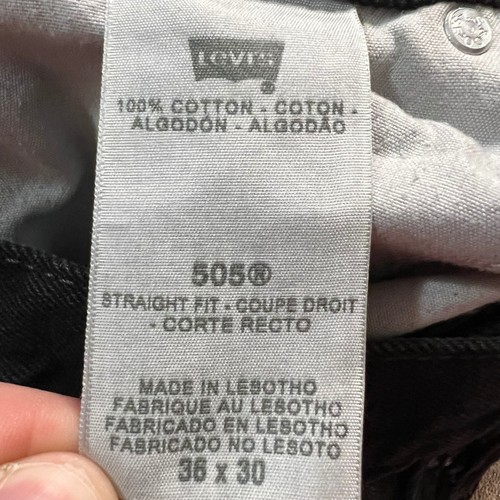 Levi's
®
100% COTTON - COTON -
ALGODÓN - ALGODÃO
505®
STRAIGHT FIT - COUPE DROIT
- CORTE RECTO
MADE IN LESOTHO
FABRIQUE AU LESOTHO
FABRICADO EN LESOTHO
FABRICADO NO LESOTO
36 x 30